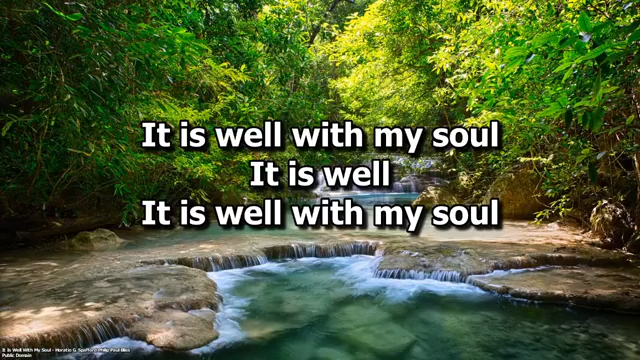 It is well with my soul
It is well
It is well with my soul
It Is Well With My Soul - Horatio G. Spafford Philip Paul Bliss
Public Domain